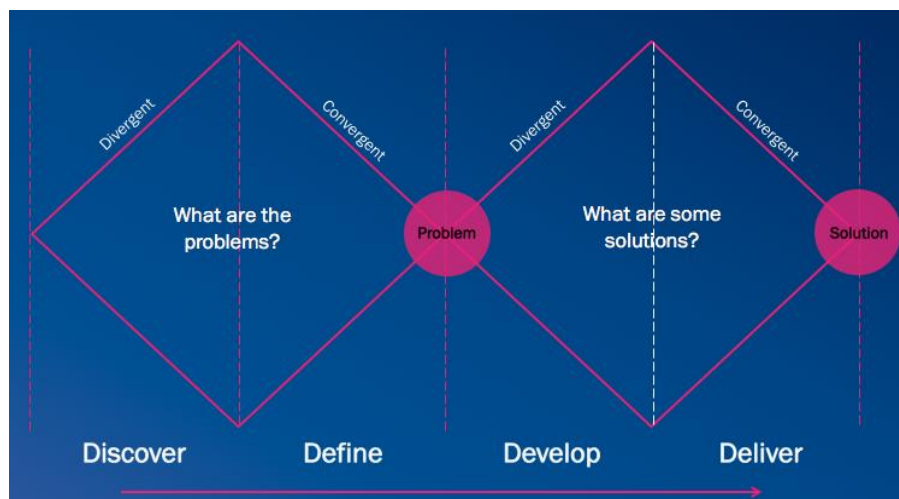 Divergent
Convergent
Divergent
Convergent
What are the
problems?
Problem
What are some
solutions?
Solution
Discover
Define
Develop
Deliver